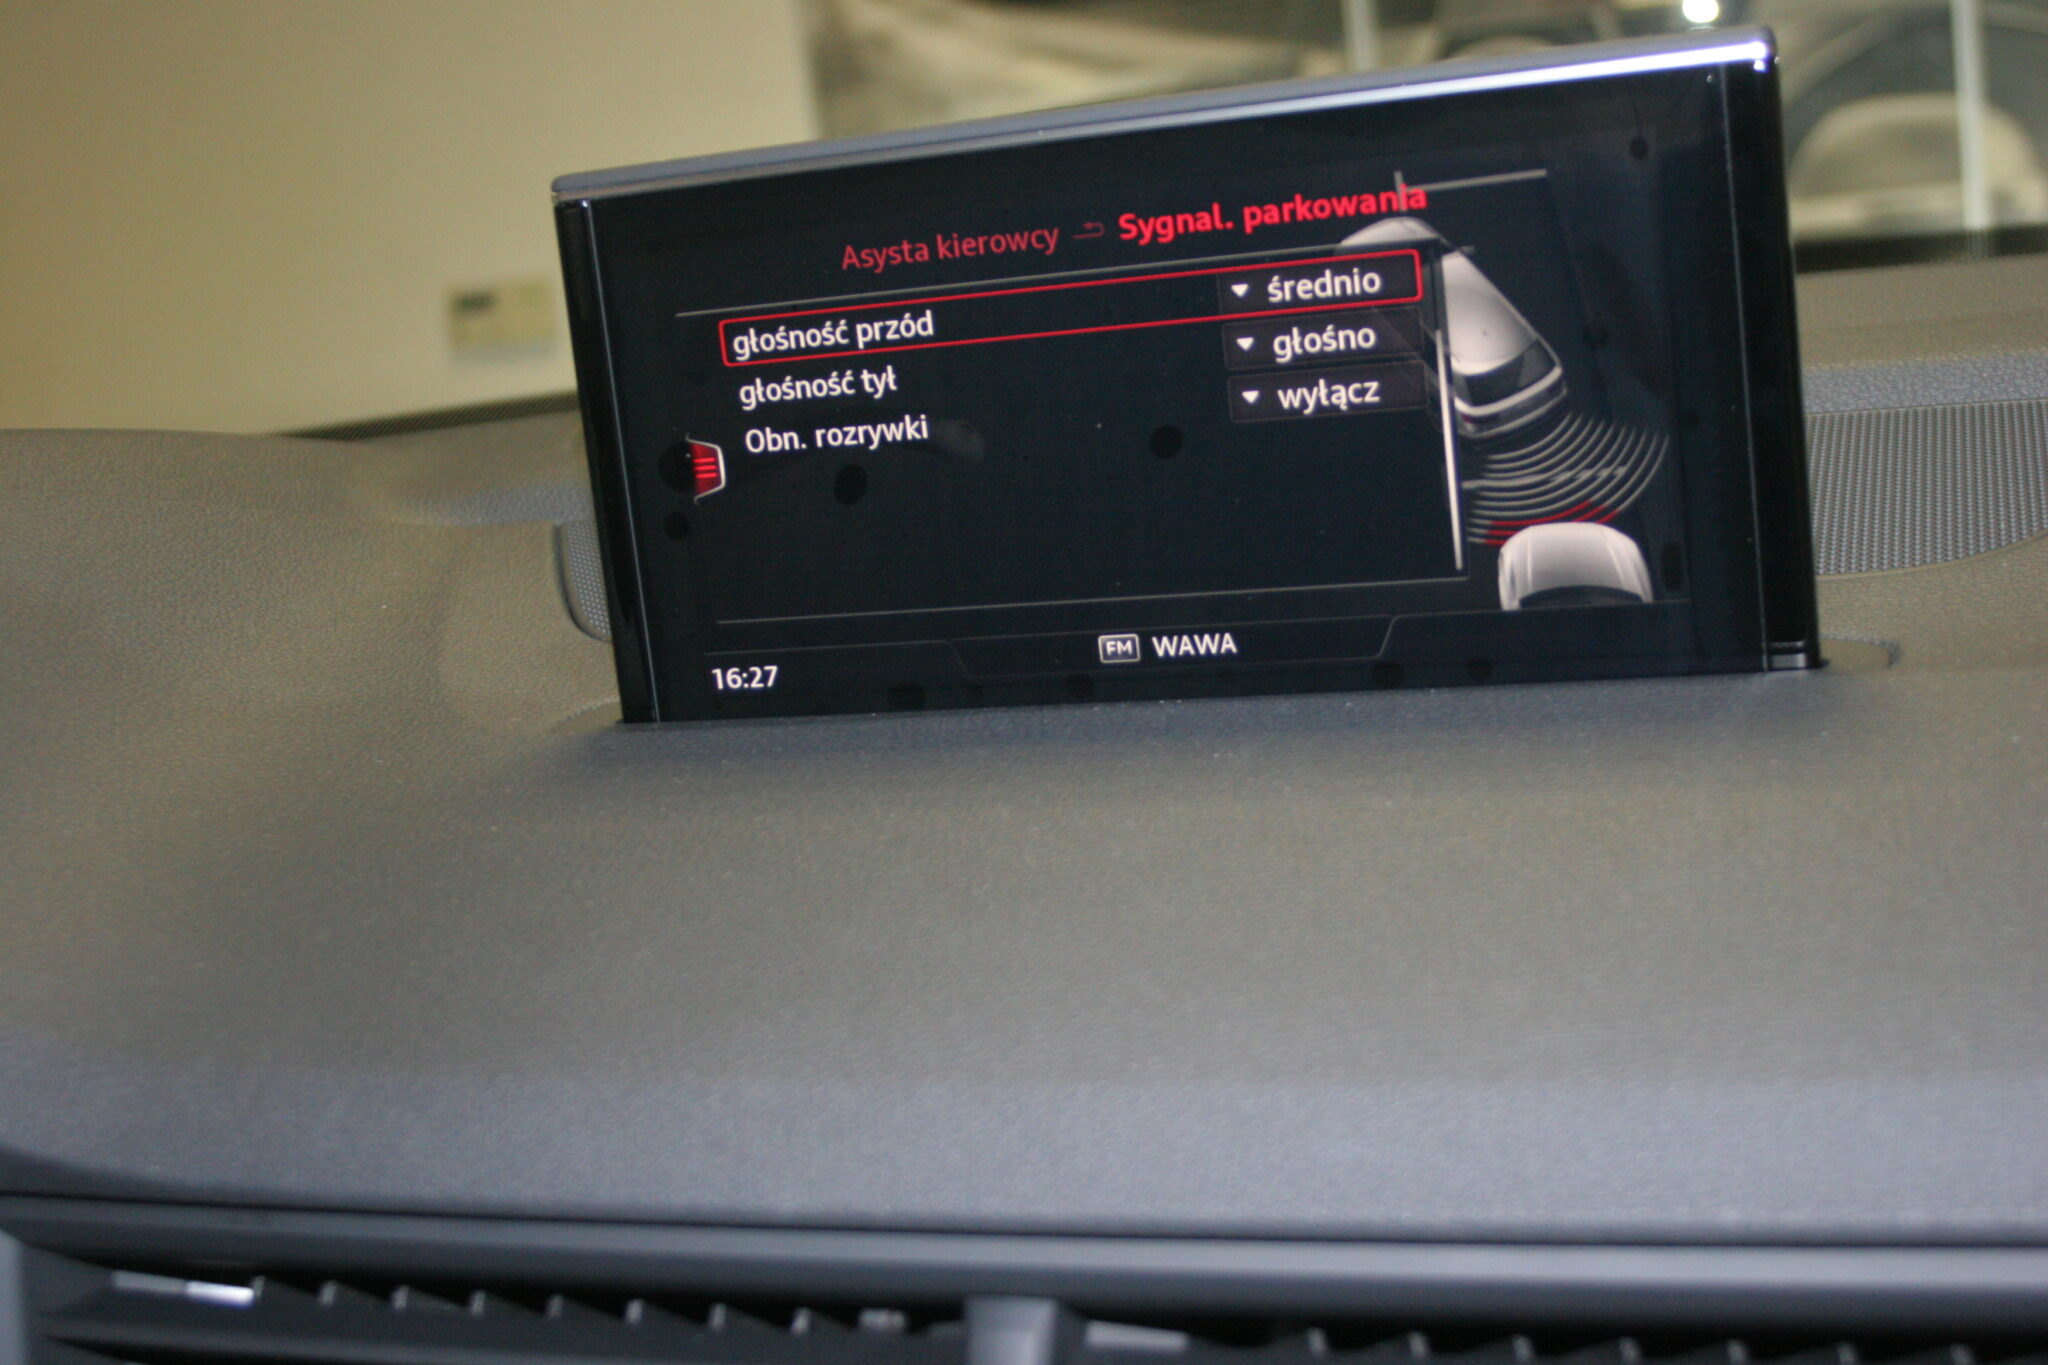 Asysta kierowcy Sygnal. parkowania
głośność przód średnio
głośność tył głośno
Obn. rozrywki wyłącz
FM WAWA
16:27